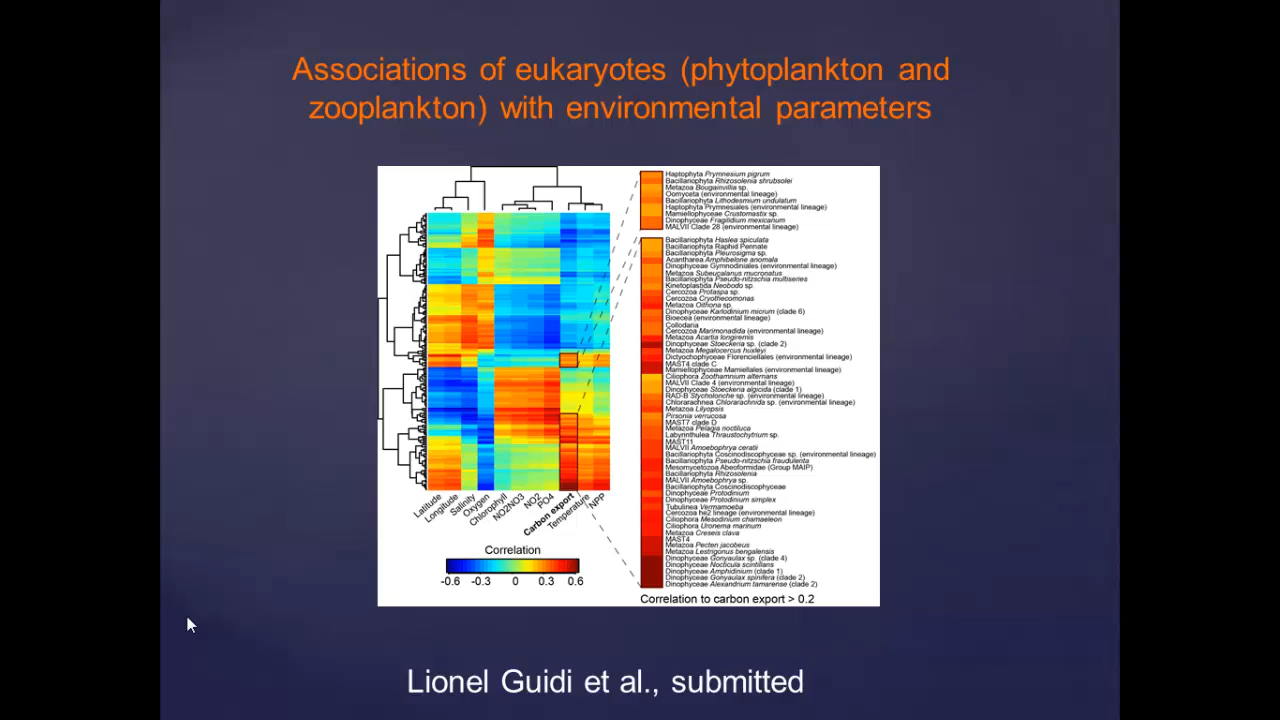 Associations of eukaryotes (phytoplankton and
zooplankton) with environmental parameters
Haptophyta Prymnesium pigrum
Bacillariophyta Rhizosolenia shrubsolei
Metazoa Bougainvillia sp.
Oomyceta (environmental lineage)
Bacillariophyta Lithodesmium undulatum
Haptophyta Prymnesiales (environmental lineage)
Mamiellophyceae Crustomastix sp.
Dinophyceae Fragilidium mexicanum
MALVII Clade 28 (environmental lineage)
Bacillariophyta Haslea spiculata
Bacillariophyta Raphid Pennate
Bacillariophyta Pleurosigma sp.
Acantharea Amphibelone anomala
Dinophyceae Gymnodiniales (environmental lineage)
Metazoa Subeucalanus mucronatus
Bacillariophyta Pseudo-nitzschia multiseries
Kinetoplastida Neobodo sp.
Cercozoa Protaspa sp.
Cercozoa Cryothecomonas
Metazoa Oithona sp.
Dinophyceae Karlodinium micrum (clade 6)
Bioecea (environmental lineage)
Collodaria
Cercozoa Marimonadida (environmental lineage)
Metazoa Acartia longiremis
Dinophyceae Stoeckeria sp. (clade 2)
Metazoa Megalocercus huxleyi
Dictyochophyceae Florenciellales (environmental lineage)
MAST4 clade C
Mamiellophyceae Mamiellales (environmental lineage)
Ciliophora Zoothamnium alternans
MALVII Clade 4 (environmental lineage)
Dinophyceae Stoeckeria algicida (clade 1)
RAD-B Stycholonche sp. (environmental lineage)
Chlorarachnea Chlorarachnida sp. (environmental lineage)
Metazoa Lilyopsis
Pirsonia verrucosa
MAST7 clade D
Metazoa Pelagia noctiluca
Labyrinthulea Thraustochytrium sp.
MAST11
MALVII Amoebophrya ceratii
Bacillariophyta Coscinodiscophyceae sp. (environmental lineage)
Bacillariophyta Pseudo-nitzschia fraudulenta
Mesomycetozoa Abeoformidae (Group MAIP)
Bacillariophyta Rhizosolenia
MALVII Amoebophrya sp.
Bacillariophyta Coscinodiscophyceae
Dinophyceae Protodinium
Dinophyceae Protodinium simplex
Tubulinea Vermamoeba
Cercozoa he2 lineage (environmental lineage)
Ciliophora Mesodinium chamaeleon
Ciliophora Uronema marinum
Metazoa Creseis clava
MAST4
Metazoa Pecten jacobeus
Metazoa Lestrigonus bengalensis
Dinophyceae Gonyaulax sp. (clade 4)
Dinophyceae Nocticula scintillans
Dinophyceae Amphidinium (clade 1)
Dinophyceae Gonyaulax spinifera (clade 2)
Dinophyceae Alexandrium tamarense (clade 2)
Latitude
Longitude
Salinity
Oxygen
Chlorophyll
NO2NO3
NO2
PO4
Carbon export
Temperature
NPP
Correlation
-0.6 -0.3 0 0.3 0.6
Correlation to carbon export > 0.2
Lionel Guidi et al., submitted